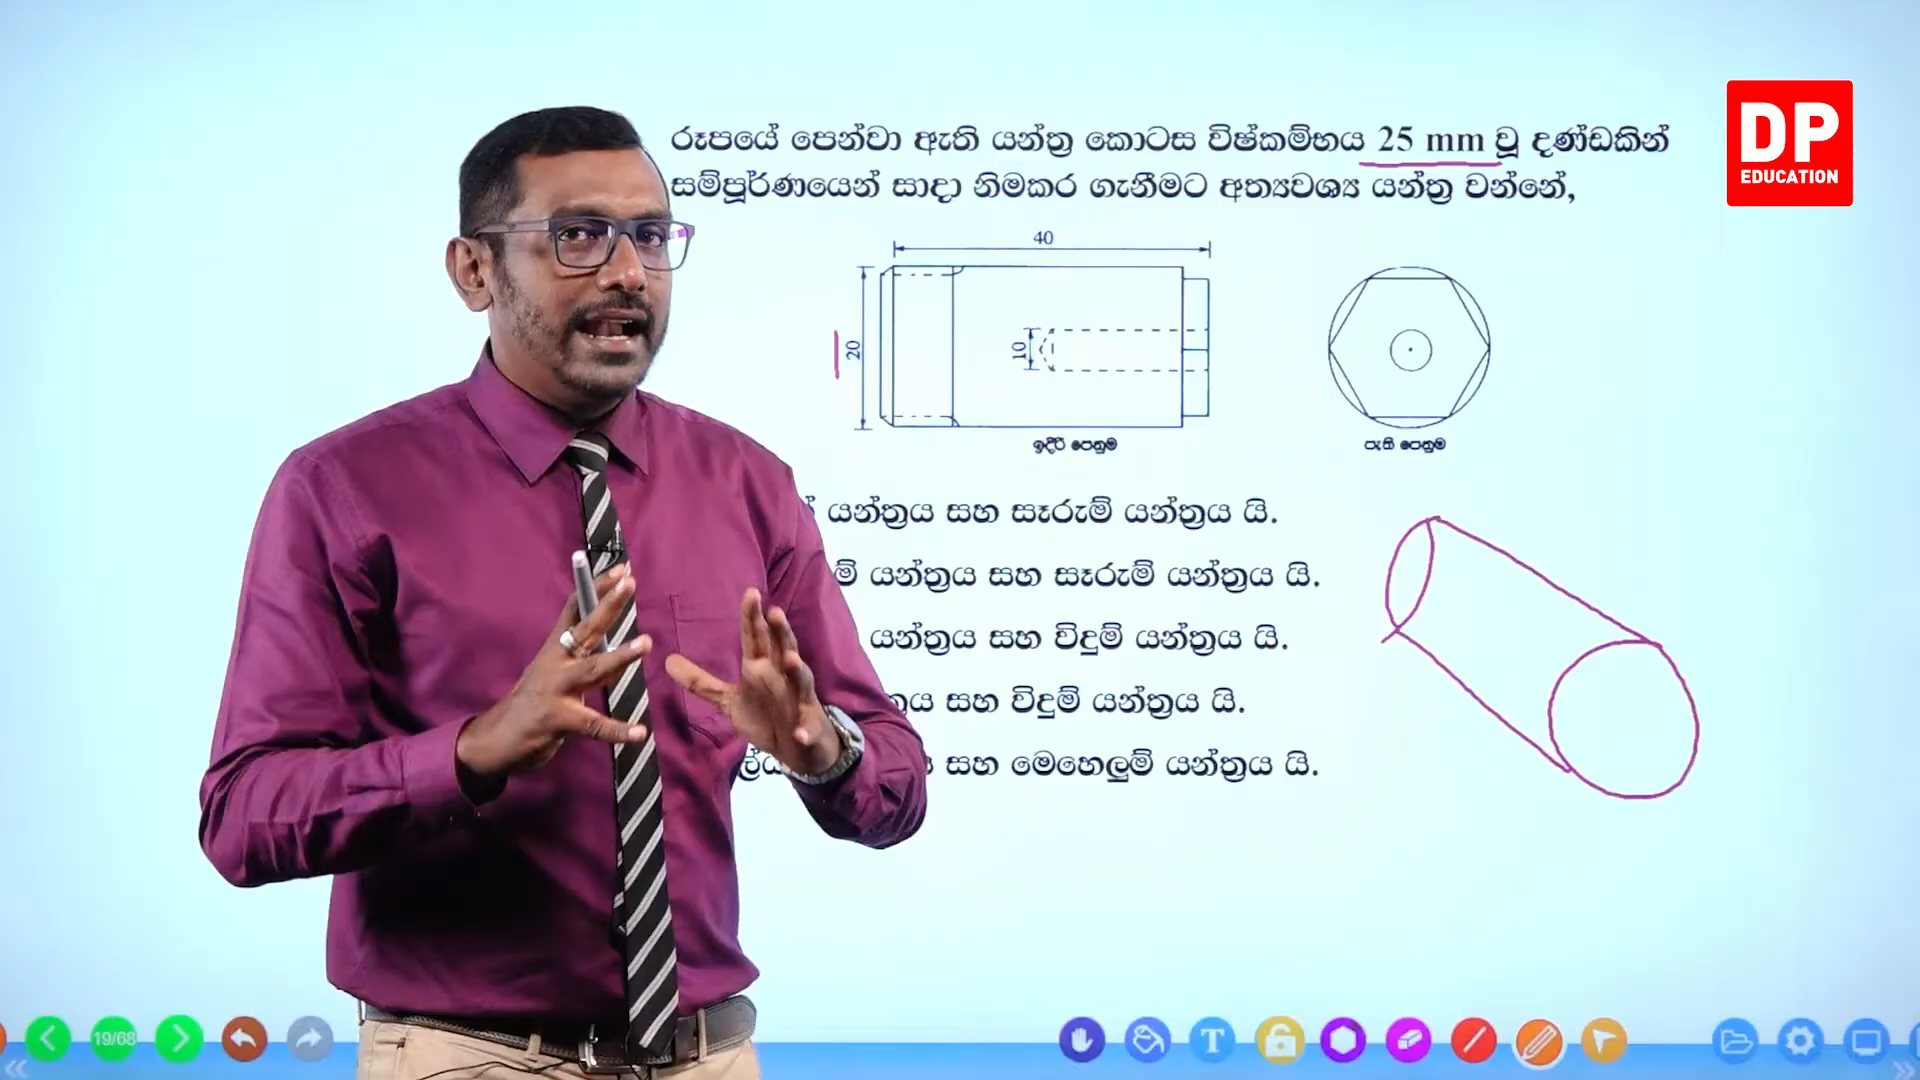 DP
EDUCATION
රූපයේ පෙන්වා ඇති යන්ත්‍ර කොටස විෂ්කම්භය 25 mm වූ දණ්ඩකින්
සම්පූර්ණයෙන් සාදා නිමකර ගැනීමට අත්‍යවශ්‍ය යන්ත්‍ර වන්නේ,
40
20
10
ඉදිරි පෙනුම
පැති පෙනුම
යන්ත්‍රය සහ සෑරුම් යන්ත්‍රය යි.
යන්ත්‍රය සහ සෑරුම් යන්ත්‍රය යි.
යන්ත්‍රය සහ විදුම් යන්ත්‍රය යි.
සහ විදුම් යන්ත්‍රය යි.
සහ මෙහෙලුම් යන්ත්‍රය යි.
19/68
T